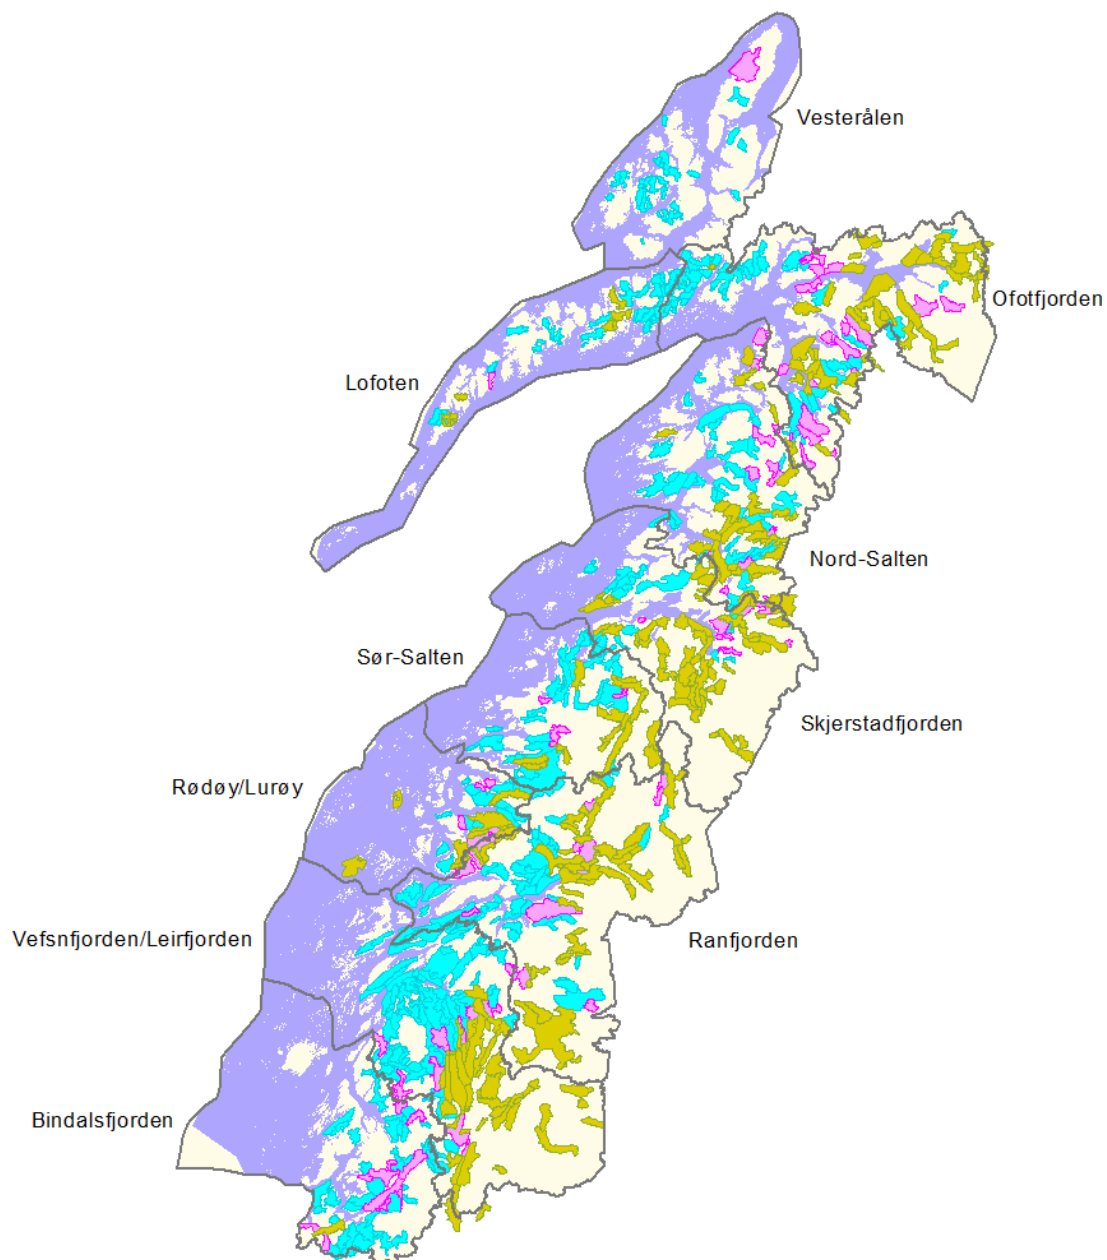 Vesterålen
Ofotfjorden
Lofoten
Nord-Salten
Sør-Salten
Skjerstadfjorden
Rødøy/Lurøy
Vefsnfjorden/Leirfjorden
Ranfjorden
Bindalsfjorden